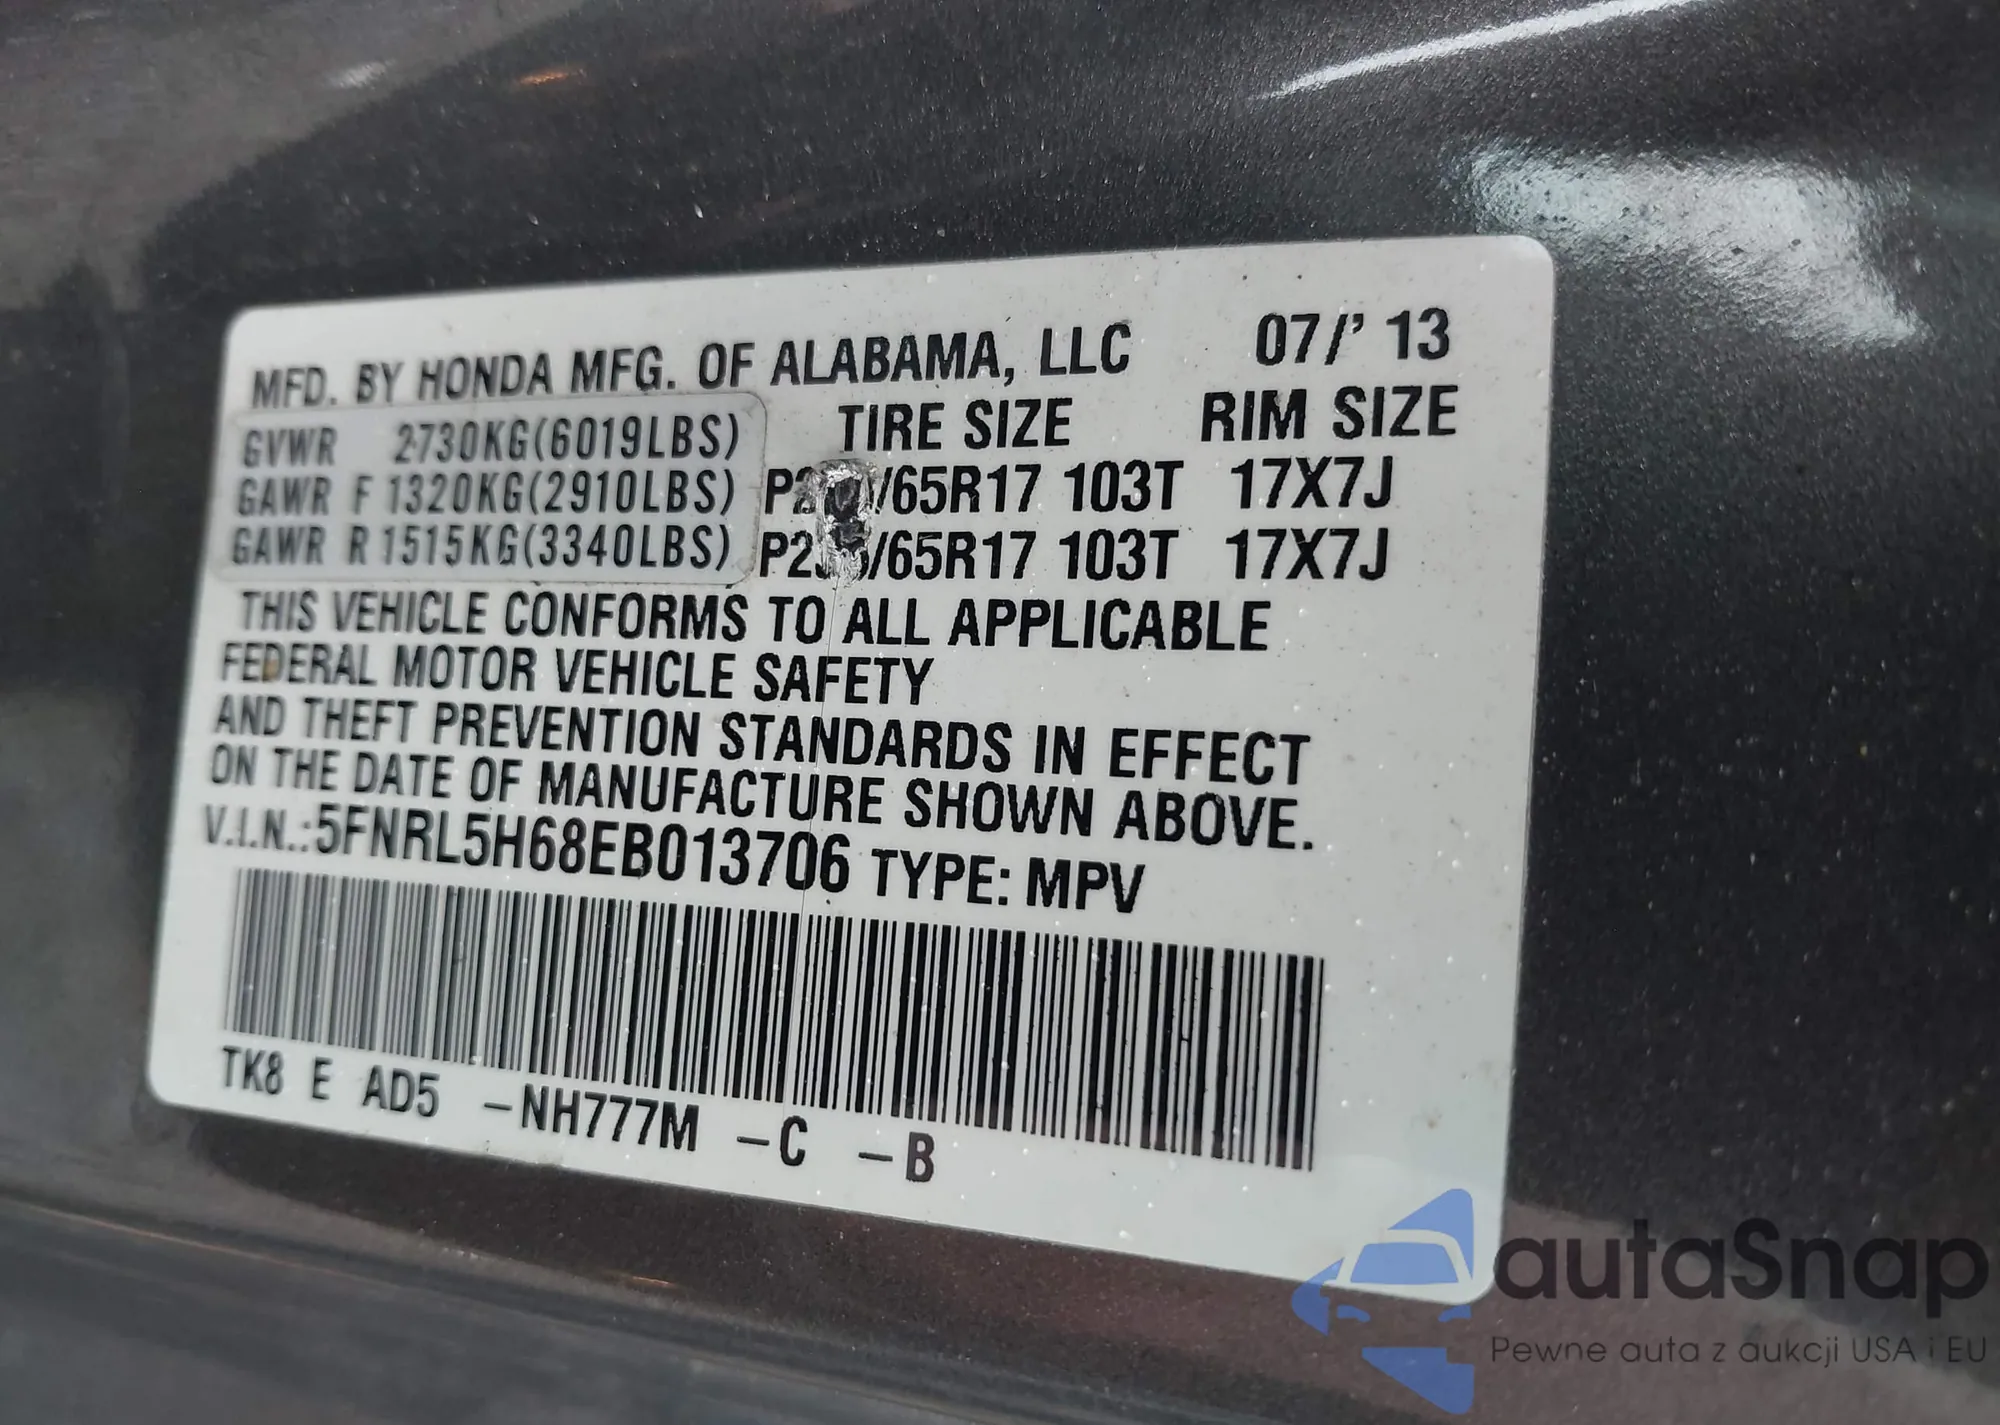 MFD. BY HONDA MFG. OF ALABAMA, LLC 07/' 13
TIRE SIZE RIM SIZE
GVWR 2730KG(6019LBS)
GAWR F 1320KG(2910LBS) /65R17 103T 17X7J
GAWR R 1515KG(3340LBS) /65R17 103T 17X7J
THIS VEHICLE CONFORMS TO ALL APPLICABLE
FEDERAL MOTOR VEHICLE SAFETY
AND THEFT PREVENTION STANDARDS IN EFFECT
ON THE DATE OF MANUFACTURE SHOWN ABOVE.
V.I.N.:5FNRL5H68EB013706 TYPE: MPV
TK8 E AD5 –NH777M –C –B
autaSnap
Pewne auta z aukcji USA i EU